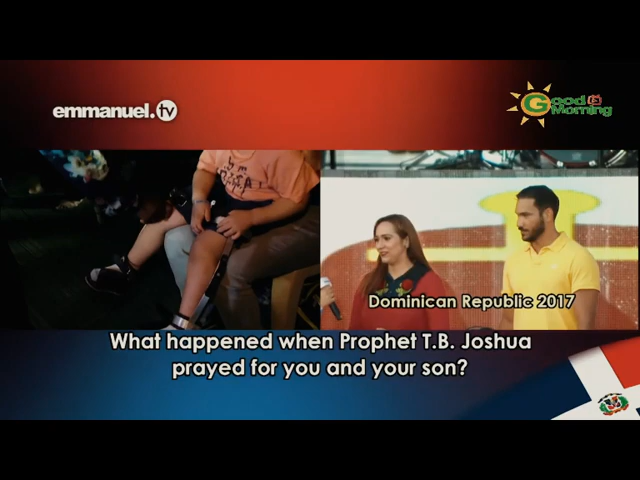 emmanuel.tv
Good
Morning
Dominican Republic 2017
What happened when Prophet T.B. Joshua
prayed for you and your son?